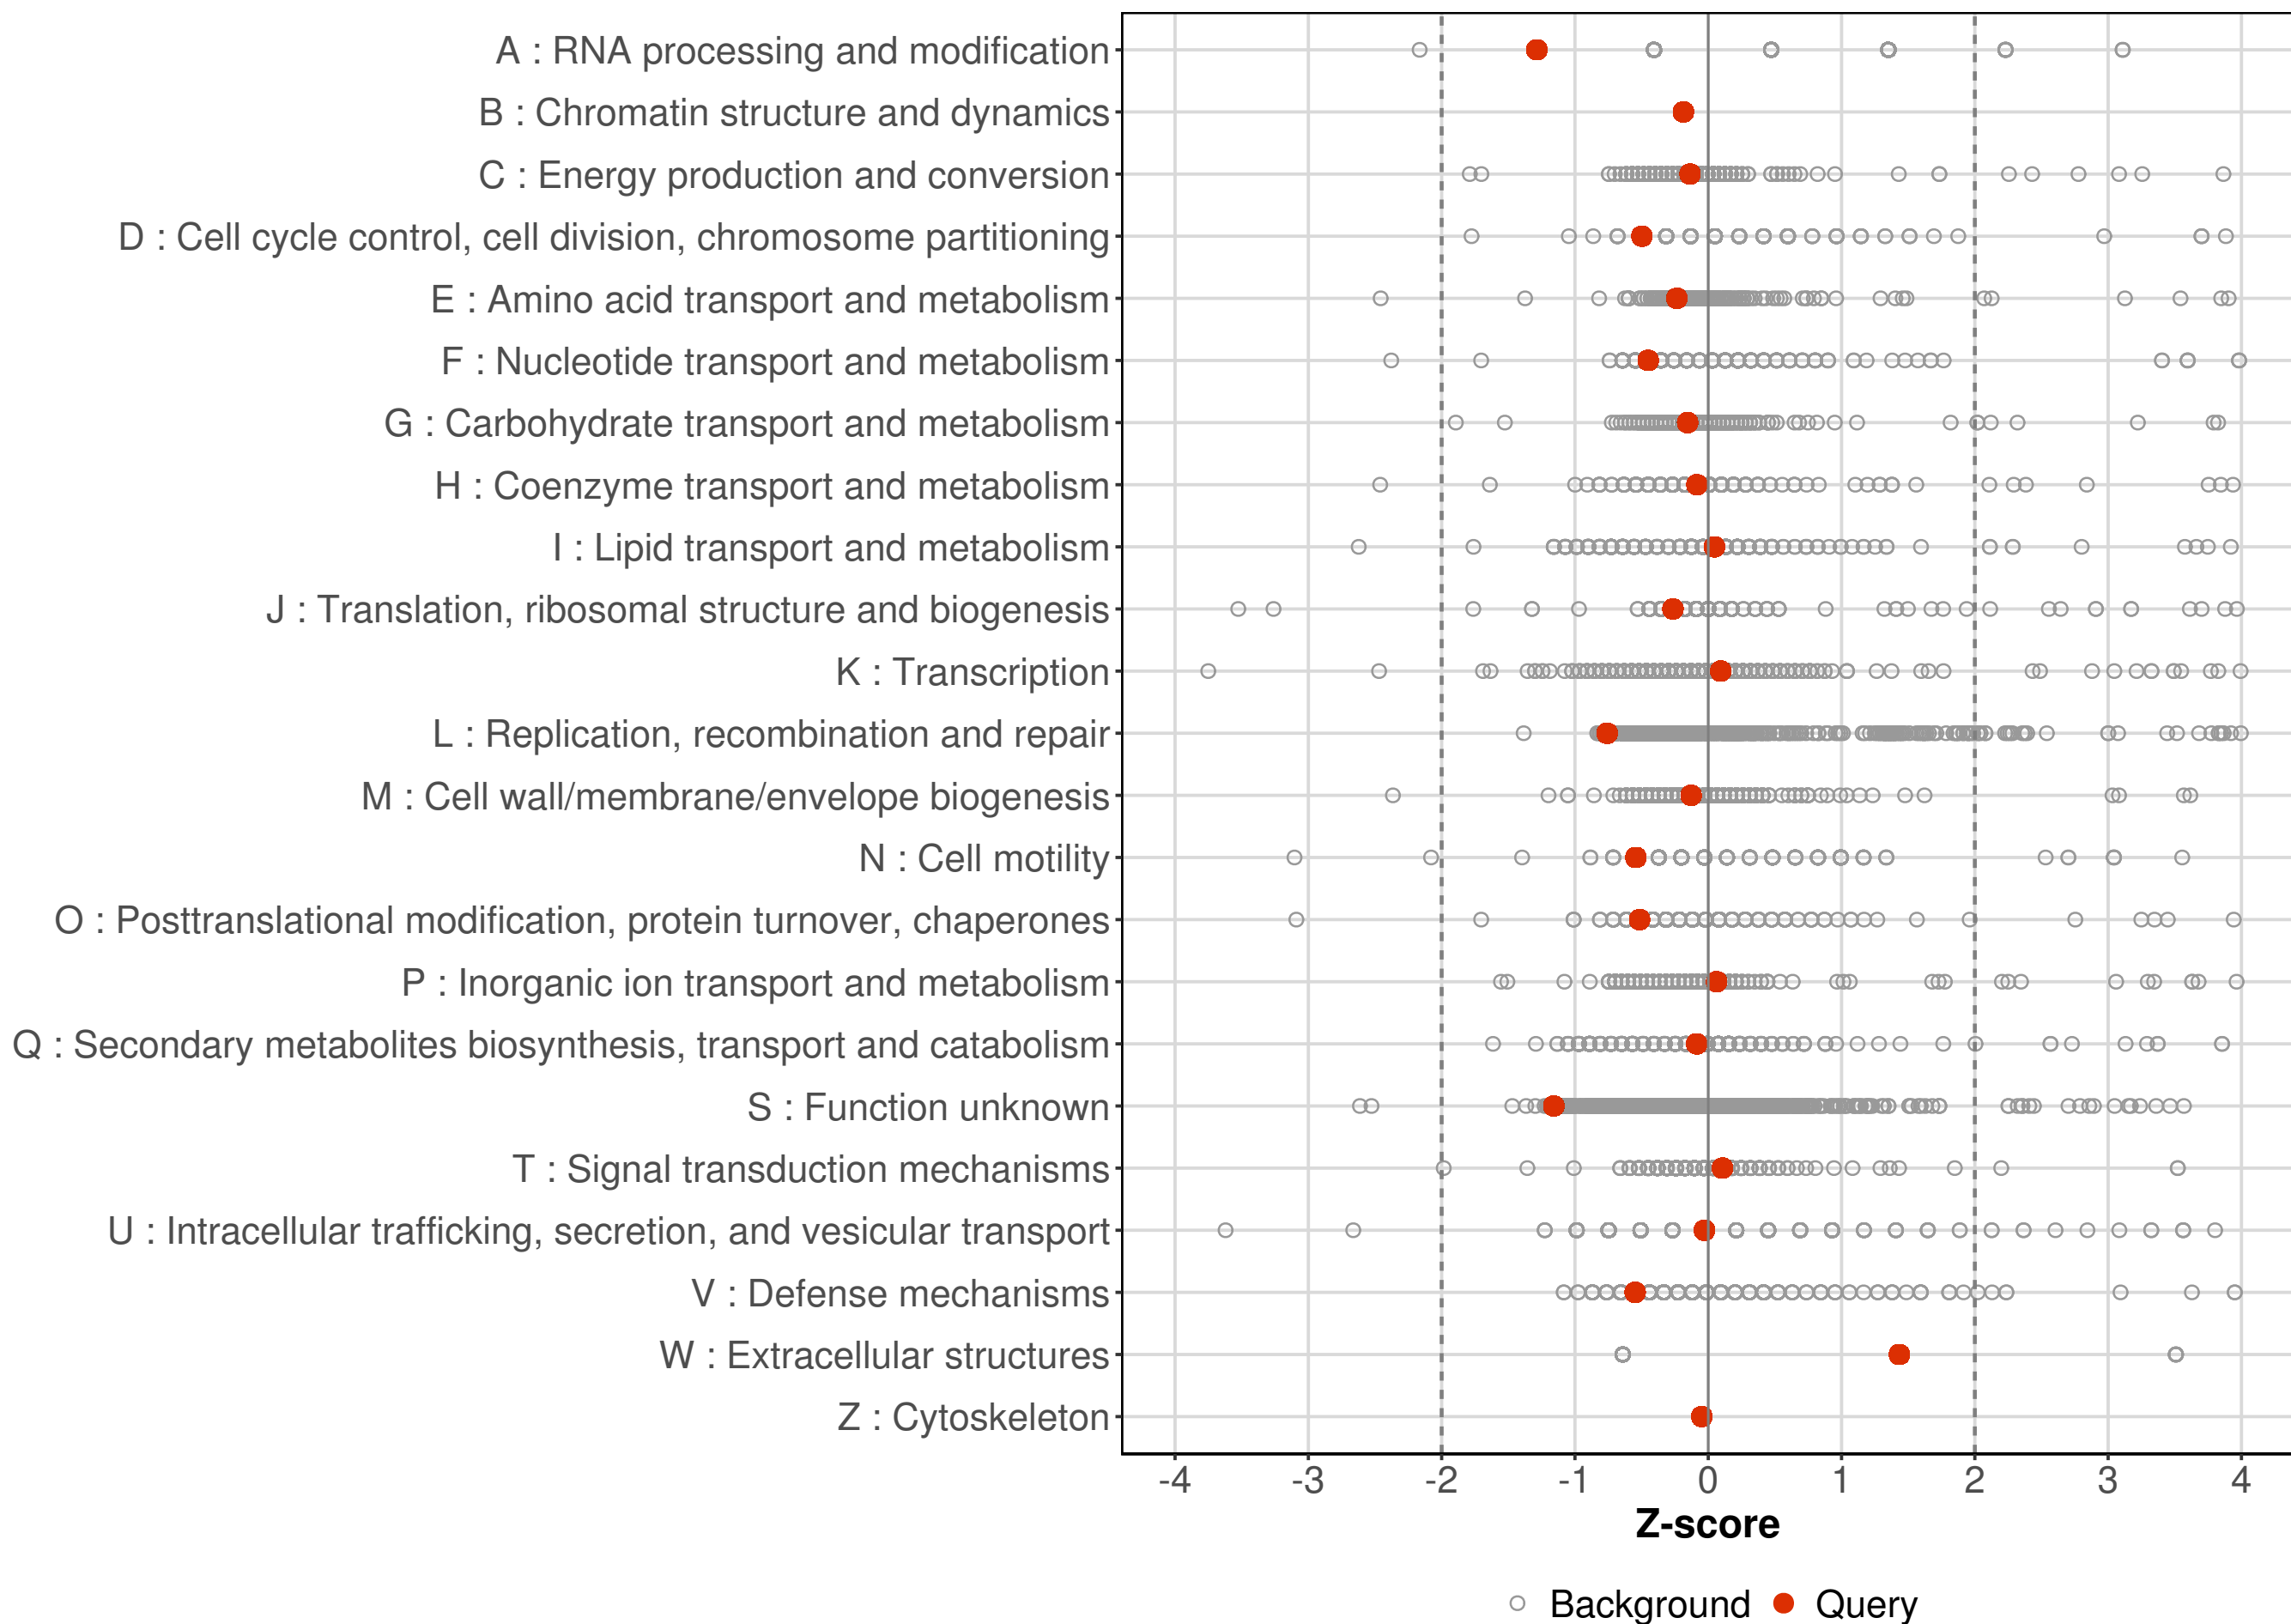 A : RNA processing and modification
B : Chromatin structure and dynamics
C : Energy production and conversion
D : Cell cycle control, cell division, chromosome partitioning
E : Amino acid transport and metabolism
F : Nucleotide transport and metabolism
G : Carbohydrate transport and metabolism
H : Coenzyme transport and metabolism
I : Lipid transport and metabolism
J : Translation, ribosomal structure and biogenesis
K : Transcription
L : Replication, recombination and repair
M : Cell wall/membrane/envelope biogenesis
N : Cell motility
O : Posttranslational modification, protein turnover, chaperones
P : Inorganic ion transport and metabolism
Q : Secondary metabolites biosynthesis, transport and catabolism
S : Function unknown
T : Signal transduction mechanisms
U : Intracellular trafficking, secretion, and vesicular transport
V : Defense mechanisms
W : Extracellular structures
Z : Cytoskeleton
-4 -3 -2 -1 0 1 2 3 4
Z-score
Background Query